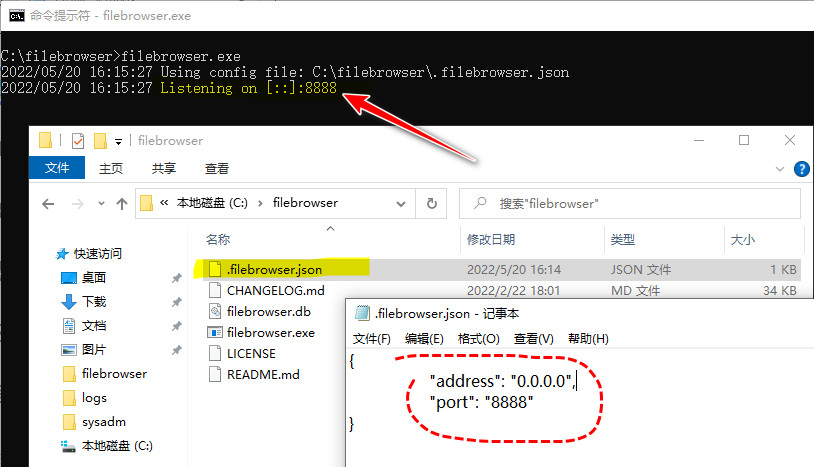 命令提示符 - filebrowser.exe
C:\filebrowser>filebrowser.exe
2022/05/20 16:15:27 Using config file: C:\filebrowser\.filebrowser.json
2022/05/20 16:15:27 Listening on [::]:8888
filebrowser
文件 主页 共享 查看
« 本地磁盘 (C:) › filebrowser
搜索"filebrowser"
名称 修改日期 类型 大小
快速访问
桌面
下载
文档
图片
filebrowser
logs
sysadm
本地磁盘 (C:)
.filebrowser.json 2022/5/20 16:14 JSON 文件 1 KB
CHANGELOG.md 2022/2/22 18:01 MD 文件 34 KB
filebrowser.db
filebrowser.exe
LICENSE
README.md
.filebrowser.json - 记事本
文件(F) 编辑(E) 格式(O) 查看(V) 帮助(H)
{
"address": "0.0.0.0",
"port": "8888"
}